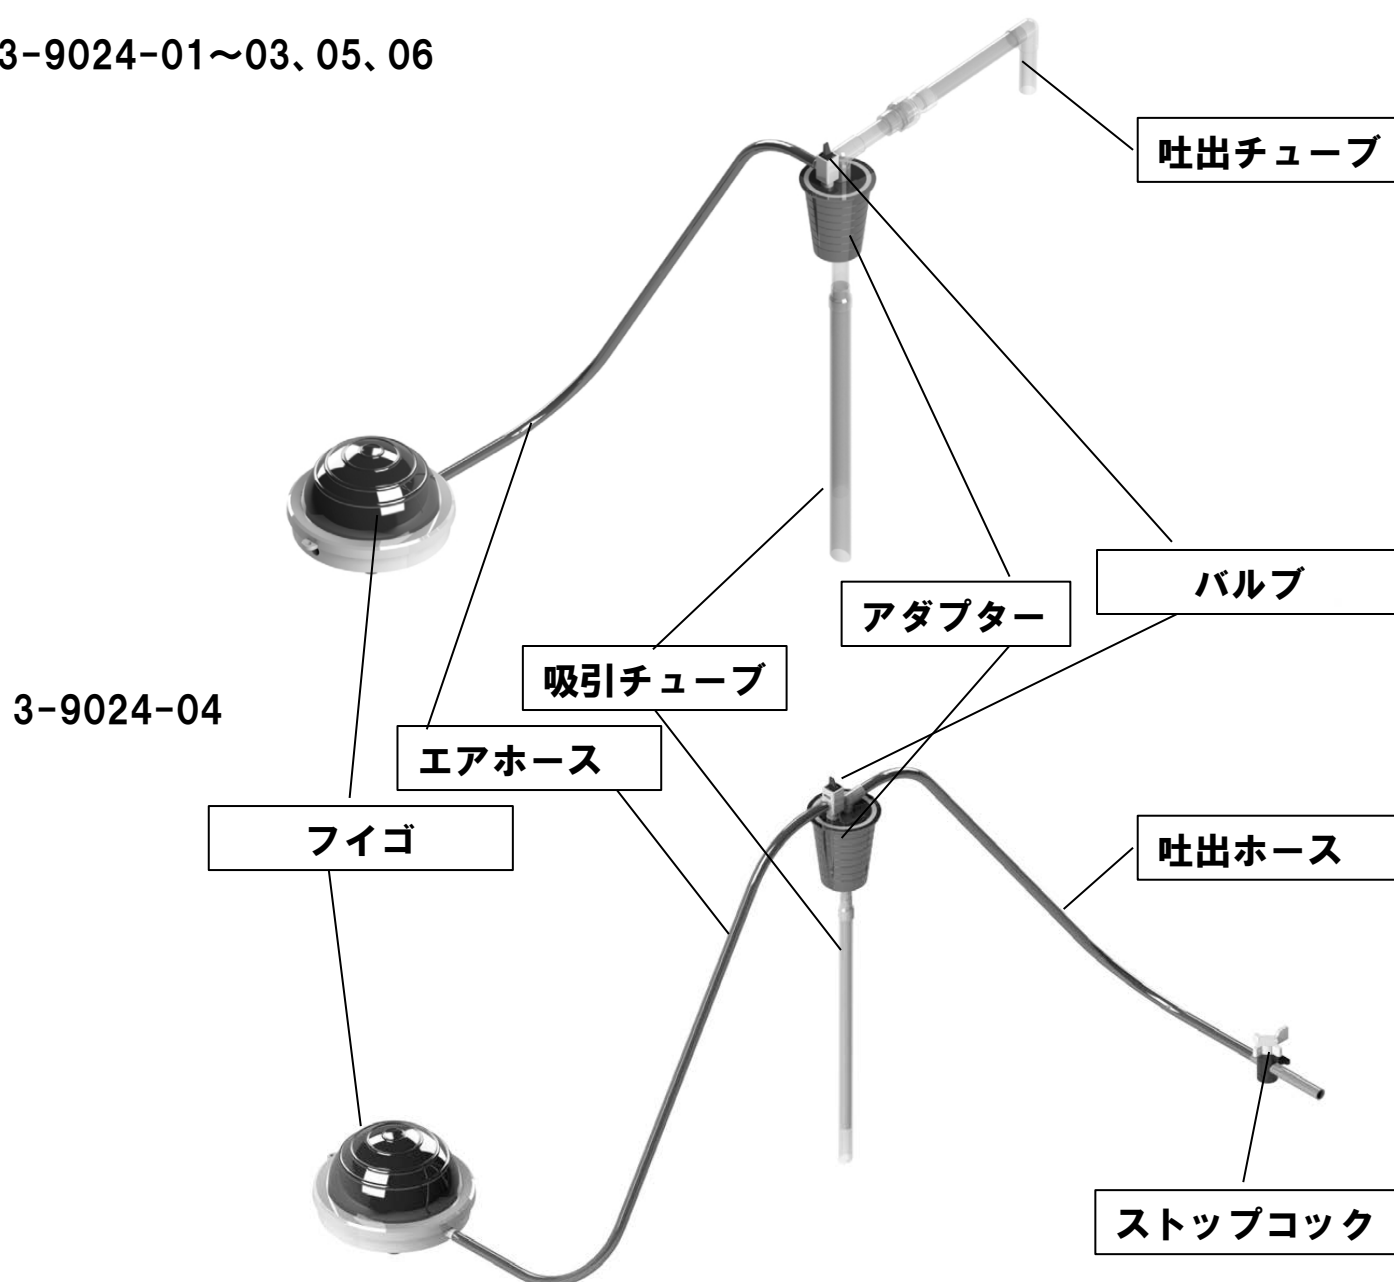 3-9024-01～03、05、06
吐出チューブ
バルブ
アダプター
吸引チューブ
3-9024-04
エアホース
フイゴ
吐出ホース
ストップコック